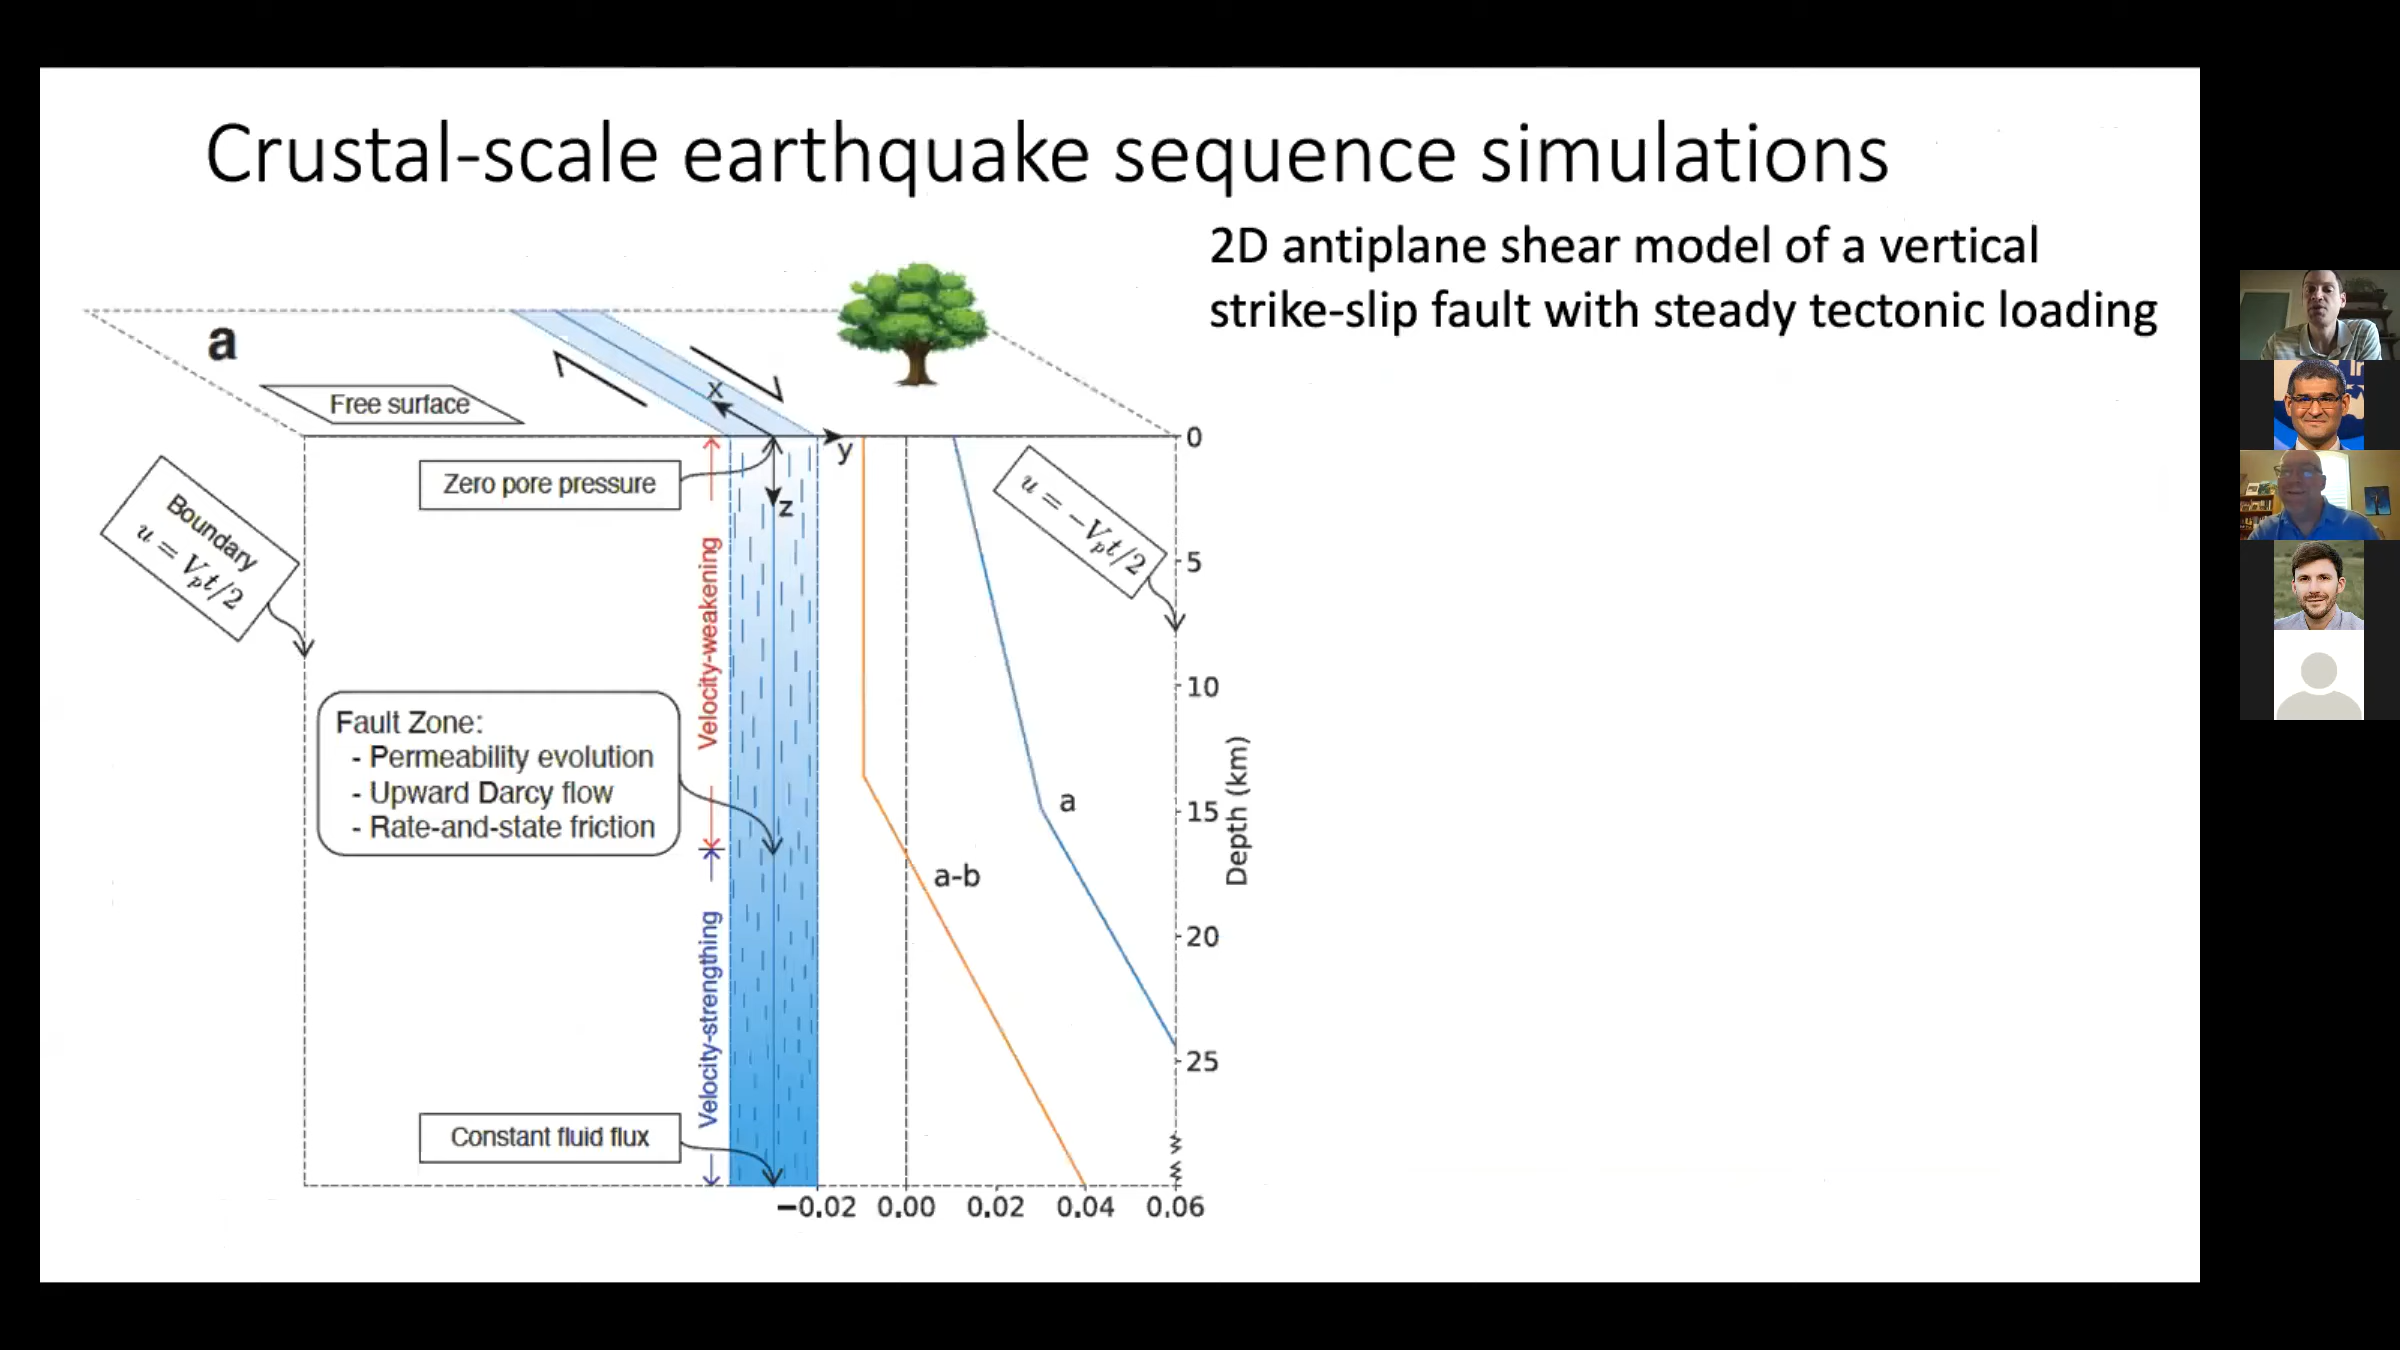 Crustal-scale earthquake sequence simulations
2D antiplane shear model of a vertical
strike-slip fault with steady tectonic loading
a
Free surface
x
y
z
Zero pore pressure
Boundary
u = Vₚt/2
u = −Vₚt/2
Velocity-weakening
Fault Zone:
- Permeability evolution
- Upward Darcy flow
- Rate-and-state friction
Velocity-strengthing
Constant fluid flux
a
a-b
0
5
10
15
20
25
Depth (km)
−0.02 0.00 0.02 0.04 0.06